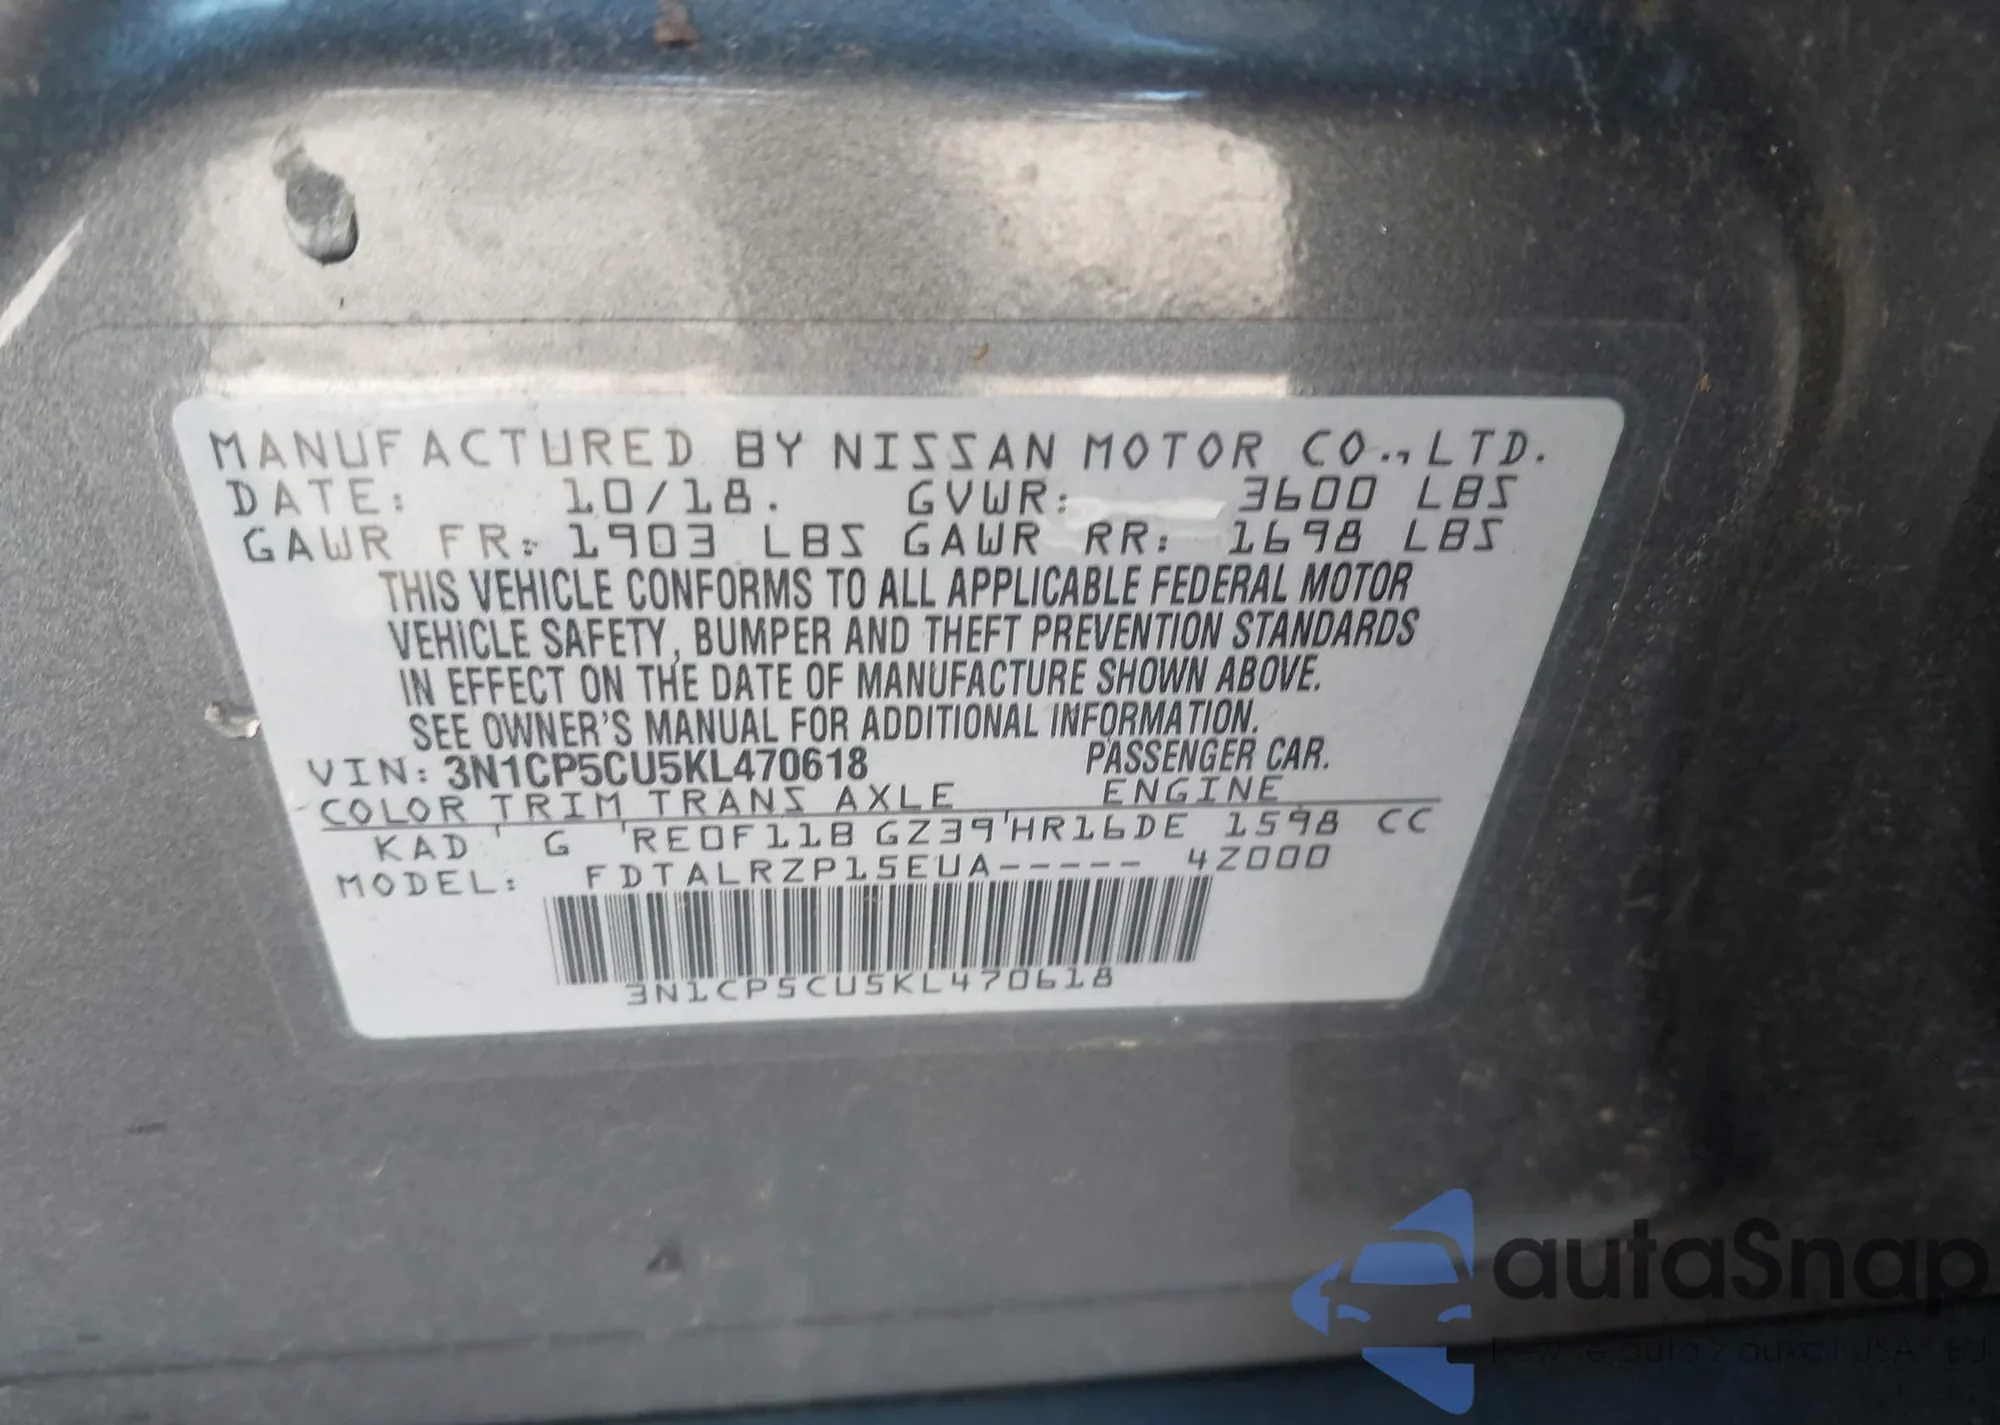 MANUFACTURED BY NISSAN MOTOR CO., LTD.
DATE: 10/18. GVWR: 3600 LBS
GAWR FR: 1903 LBS GAWR RR: 1698 LBS
THIS VEHICLE CONFORMS TO ALL APPLICABLE FEDERAL MOTOR
VEHICLE SAFETY, BUMPER AND THEFT PREVENTION STANDARDS
IN EFFECT ON THE DATE OF MANUFACTURE SHOWN ABOVE.
SEE OWNER'S MANUAL FOR ADDITIONAL INFORMATION.
VIN: 3N1CP5CU5KL470618 PASSENGER CAR.
COLOR TRIM TRANS AXLE ENGINE
KAD G RE0F11B GZ39 HR16DE 1598 CC
MODEL: FDTALRZP15EUA----- 4Z000
3N1CP5CU5KL470618
autaSnap
auta z aukcji USA